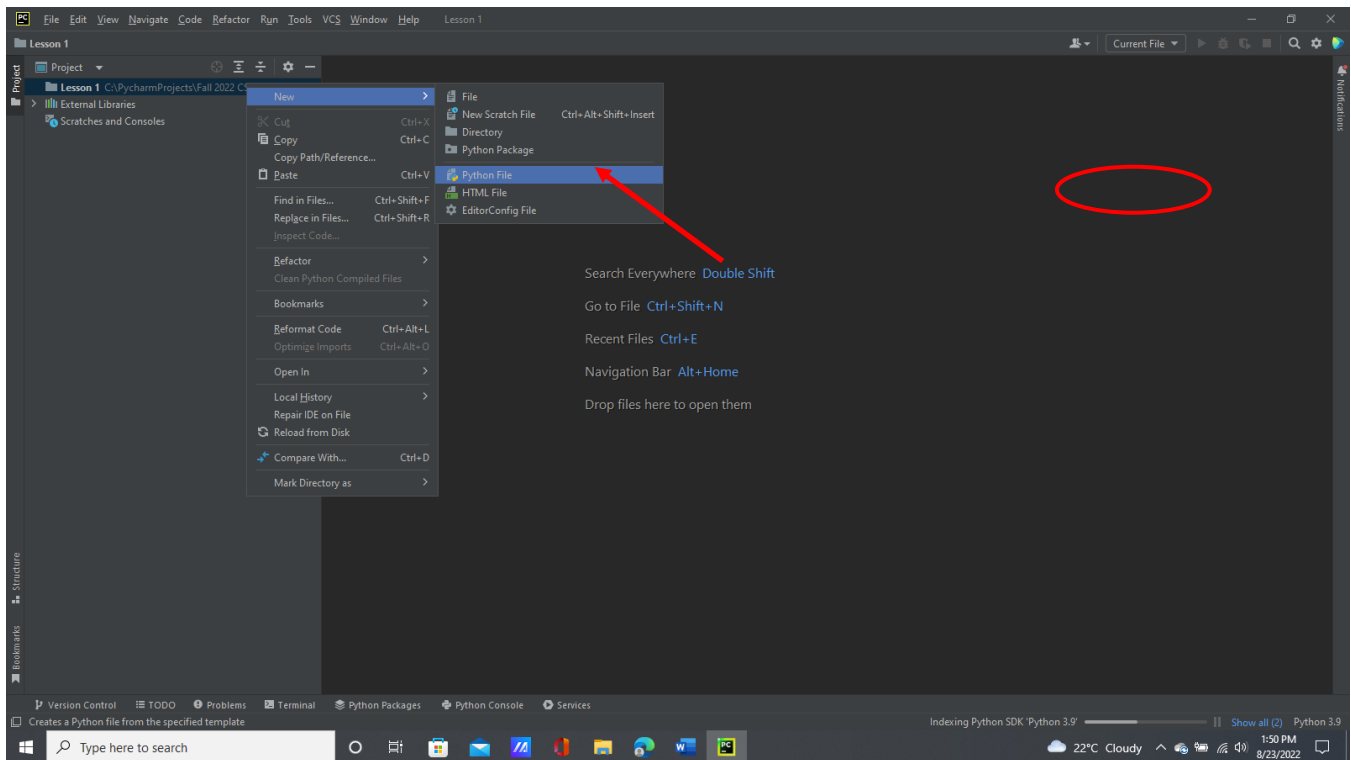 PC File Edit View Navigate Code Refactor Run Tools VCS Window Help Lesson 1
Lesson 1 Current File
Project
Project
Lesson 1 C:\PycharmProjects\Fall 2022 CS
External Libraries
Scratches and Consoles
New
Cut Ctrl+X
Copy Ctrl+C
Copy Path/Reference...
Paste Ctrl+V
Find in Files... Ctrl+Shift+F
Replace in Files... Ctrl+Shift+R
Inspect Code...
Refactor
Clean Python Compiled Files
Bookmarks
Reformat Code Ctrl+Alt+L
Optimize Imports Ctrl+Alt+O
Open In
Local History
Repair IDE on File
Reload from Disk
Compare With... Ctrl+D
Mark Directory as
File
New Scratch File Ctrl+Alt+Shift+Insert
Directory
Python Package
Python File
HTML File
EditorConfig File
Search Everywhere Double Shift
Go to File Ctrl+Shift+N
Recent Files Ctrl+E
Navigation Bar Alt+Home
Drop files here to open them
Notifications
Structure
Bookmarks
Version Control TODO Problems Terminal Python Packages Python Console Services
Creates a Python file from the specified template Indexing Python SDK 'Python 3.9' Show all (2) Python 3.9
Type here to search PC 22°C Cloudy 1:50 PM
8/23/2022